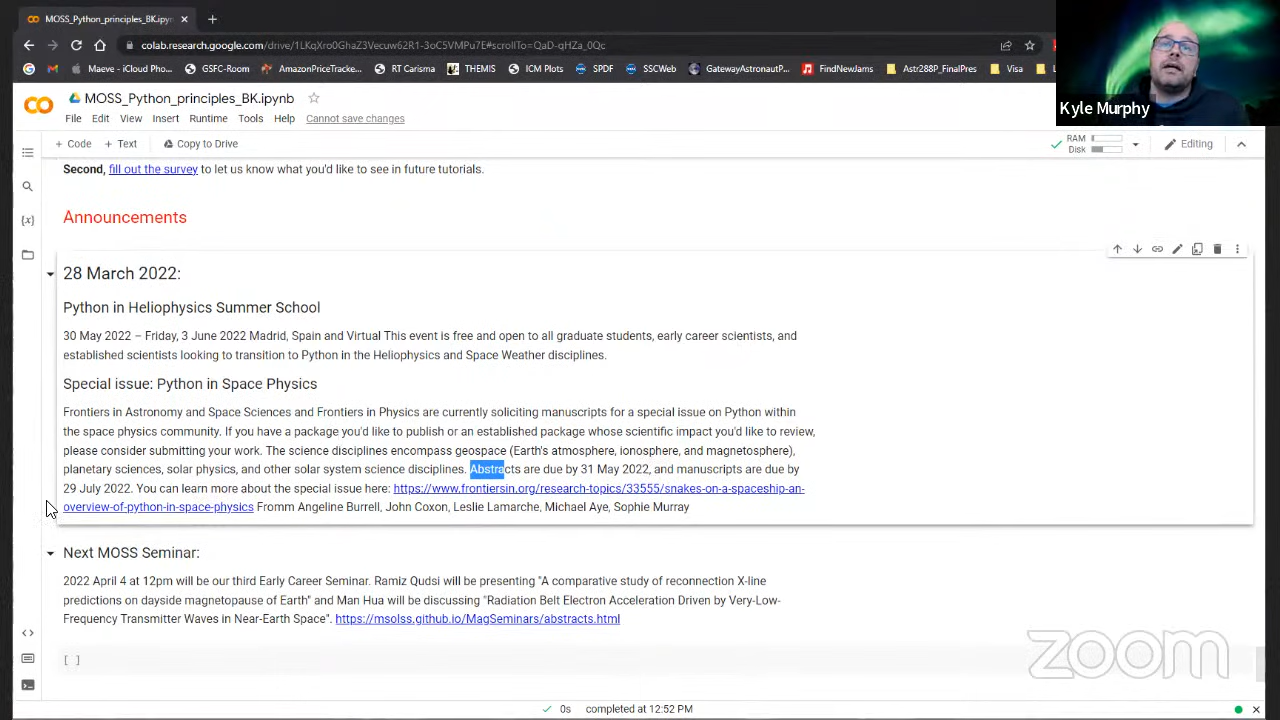 MOSS_Python_principles_BK.ipyn
colab.research.google.com/drive/1LKqXro0GhaZ3Vecuw62R1-3oC5VMPu7E#scrollTo=QaD-qHZa_0Qc
Maeve - iCloud Pho... GSFC-Room AmazonPriceTracke... RT Carisma THEMIS ICM Plots SPDF SSCWeb GatewayAstronautP... FindNewJams Astr288P_FinalPres Visa
Kyle Murphy
MOSS_Python_principles_BK.ipynb
File Edit View Insert Runtime Tools Help Cannot save changes
+ Code + Text Copy to Drive
RAM
Disk
Editing
Second, fill out the survey to let us know what you'd like to see in future tutorials.
Announcements
28 March 2022:
Python in Heliophysics Summer School
30 May 2022 – Friday, 3 June 2022 Madrid, Spain and Virtual This event is free and open to all graduate students, early career scientists, and
established scientists looking to transition to Python in the Heliophysics and Space Weather disciplines.
Special issue: Python in Space Physics
Frontiers in Astronomy and Space Sciences and Frontiers in Physics are currently soliciting manuscripts for a special issue on Python within
the space physics community. If you have a package you'd like to publish or an established package whose scientific impact you'd like to review,
please consider submitting your work. The science disciplines encompass geospace (Earth's atmosphere, ionosphere, and magnetosphere),
planetary sciences, solar physics, and other solar system science disciplines. Abstracts are due by 31 May 2022, and manuscripts are due by
29 July 2022. You can learn more about the special issue here: https://www.frontiersin.org/research-topics/33555/snakes-on-a-spaceship-an-
overview-of-python-in-space-physics Fromm Angeline Burrell, John Coxon, Leslie Lamarche, Michael Aye, Sophie Murray
Next MOSS Seminar:
2022 April 4 at 12pm will be our third Early Career Seminar. Ramiz Qudsi will be presenting "A comparative study of reconnection X-line
predictions on dayside magnetopause of Earth" and Man Hua will be discussing "Radiation Belt Electron Acceleration Driven by Very-Low-
Frequency Transmitter Waves in Near-Earth Space". https://msolss.github.io/MagSeminars/abstracts.html
[ ]
zoom
0s completed at 12:52 PM